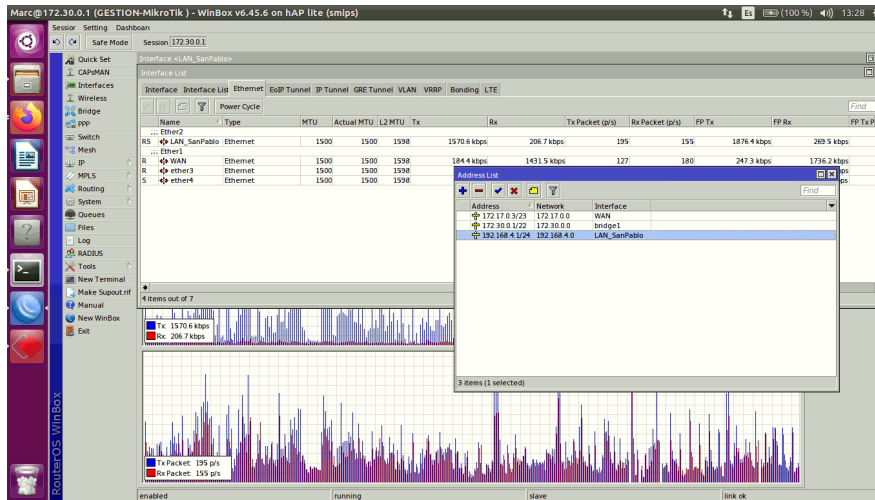 Marc@172.30.0.1 (GESTION-MikroTik ) - WinBox v6.45.6 on hAP lite (smips)
Es (100 %) 13:28
Sessior Setting Dashboar
Safe Mode Session 172.30.0.1
Quick Set
CAPsMAN
Interfaces
Wireless
Bridge
PPP
Switch
Mesh
IP
MPLS
Routing
System
Queues
Files
Log
RADIUS
Tools
New Terminal
Make Supout.rif
Manual
New WinBox
Exit
RouterOS WinBox
Interface <LAN_SanPablo>
Interface List
Interface Interface List Ethernet EoIP Tunnel IP Tunnel GRE Tunnel VLAN VRRP Bonding LTE
Power Cycle Find
Name Type MTU Actual MTU L2 MTU Tx Rx Tx Packet (p/s) Rx Packet (p/s) FP Tx FP Rx FP Tx P
;;; Ether2
RS LAN_SanPablo Ethernet 1500 1500 1598 1570.6 kbps 206.7 kbps 195 155 1876.4 kbps 269.5 kbps
;;; Ether1
R WAN Ethernet 1500 1500 1598 184.4 kbps 1431.5 kbps 127 180 247.3 kbps 1736.2 kbps
R ether3 Ethernet 1500 1500 1598
S ether4 Ethernet 1500 1500 1598
4 items out of 7
Address List
Find
Address Network Interface
172.17.0.3/23 172.17.0.0 WAN
172.30.0.1/22 172.30.0.0 bridge1
192.168.4.1/24 192.168.4.0 LAN_SanPablo
3 items (1 selected)
Tx: 1570.6 kbps
Rx: 206.7 kbps
Tx Packet: 195 p/s
Rx Packet: 155 p/s
enabled running slave link ok